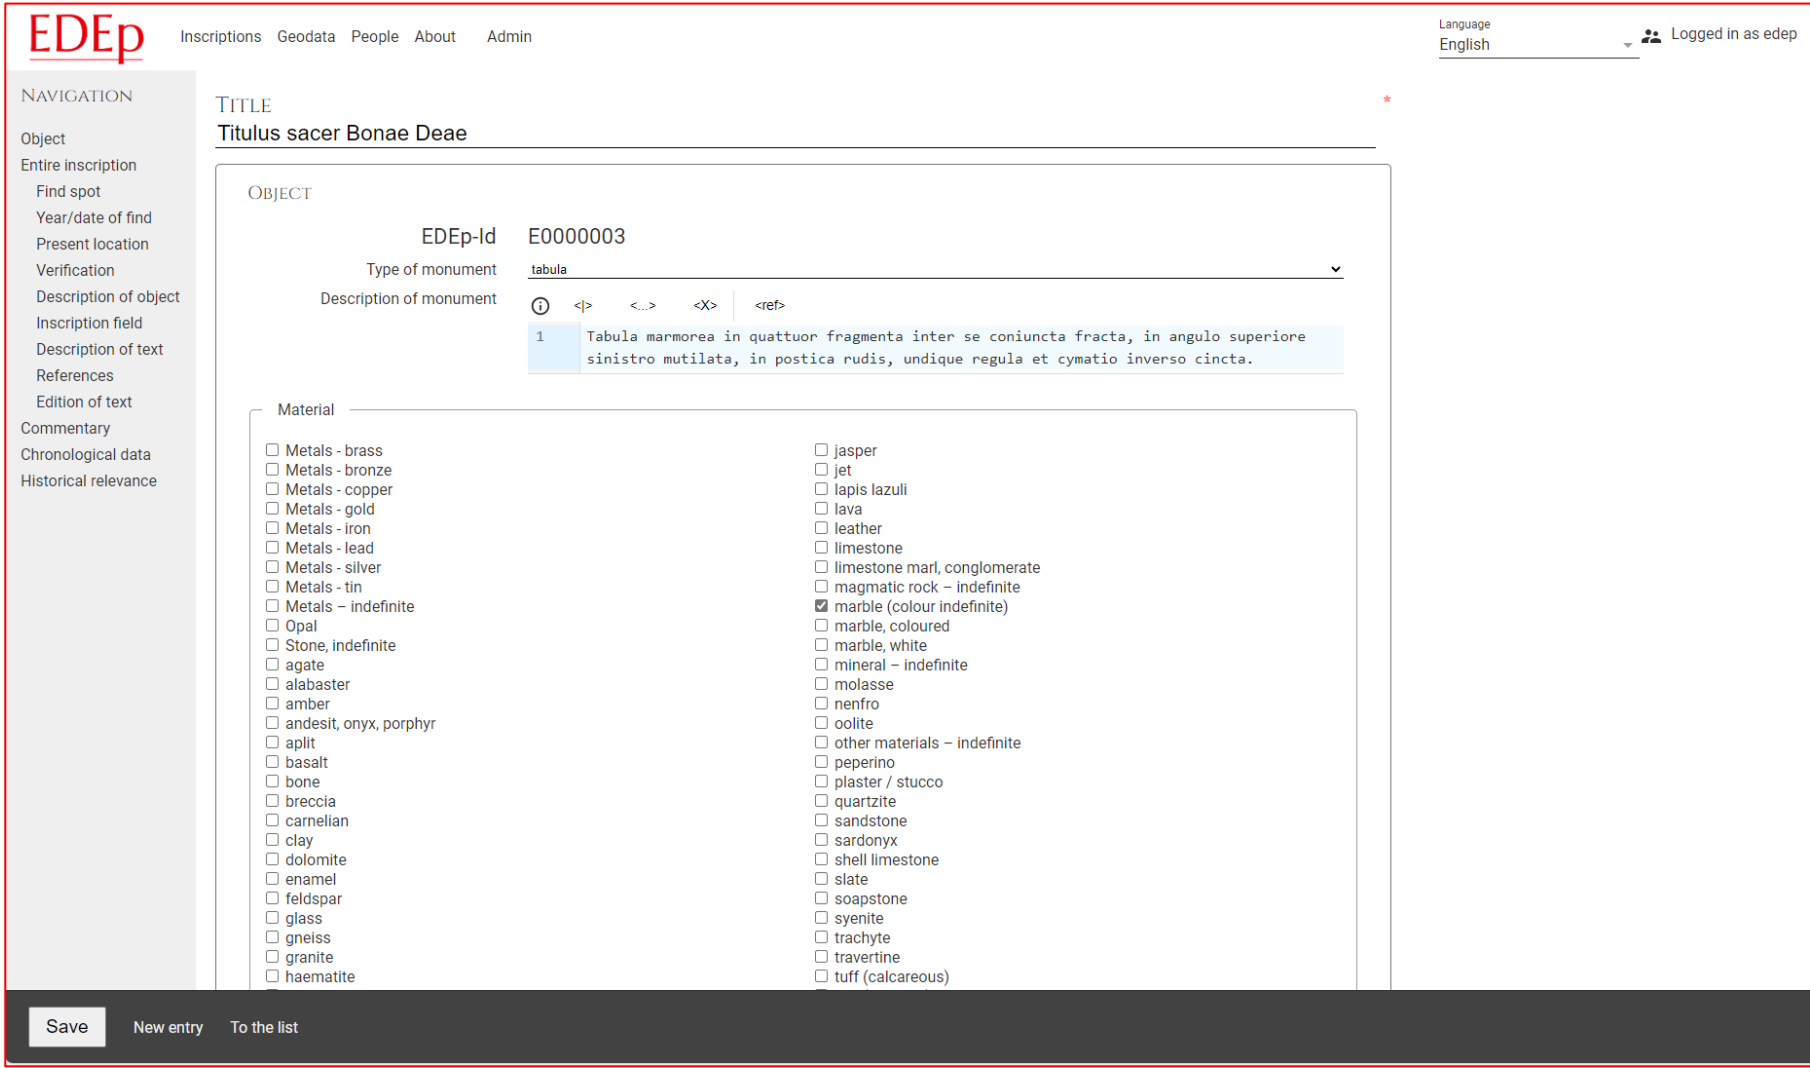 EDEp
Inscriptions Geodata People About Admin
Language
English
Logged in as edep
NAVIGATION
Object
Entire inscription
Find spot
Year/date of find
Present location
Verification
Description of object
Inscription field
Description of text
References
Edition of text
Commentary
Chronological data
Historical relevance
TITLE *
Titulus sacer Bonae Deae
OBJECT
EDEp-Id E0000003
Type of monument tabula
Description of monument
<|> <...> <X> <ref>
1 Tabula marmorea in quattuor fragmenta inter se coniuncta fracta, in angulo superiore
sinistro mutilata, in postica rudis, undique regula et cymatio inverso cincta.
Material
Metals - brass
Metals - bronze
Metals - copper
Metals - gold
Metals - iron
Metals - lead
Metals - silver
Metals - tin
Metals – indefinite
Opal
Stone, indefinite
agate
alabaster
amber
andesit, onyx, porphyr
aplit
basalt
bone
breccia
carnelian
clay
dolomite
enamel
feldspar
glass
gneiss
granite
haematite
jasper
jet
lapis lazuli
lava
leather
limestone
limestone marl, conglomerate
magmatic rock – indefinite
marble (colour indefinite)
marble, coloured
marble, white
mineral – indefinite
molasse
nenfro
oolite
other materials – indefinite
peperino
plaster / stucco
quartzite
sandstone
sardonyx
shell limestone
slate
soapstone
syenite
trachyte
travertine
tuff (calcareous)
Save New entry To the list